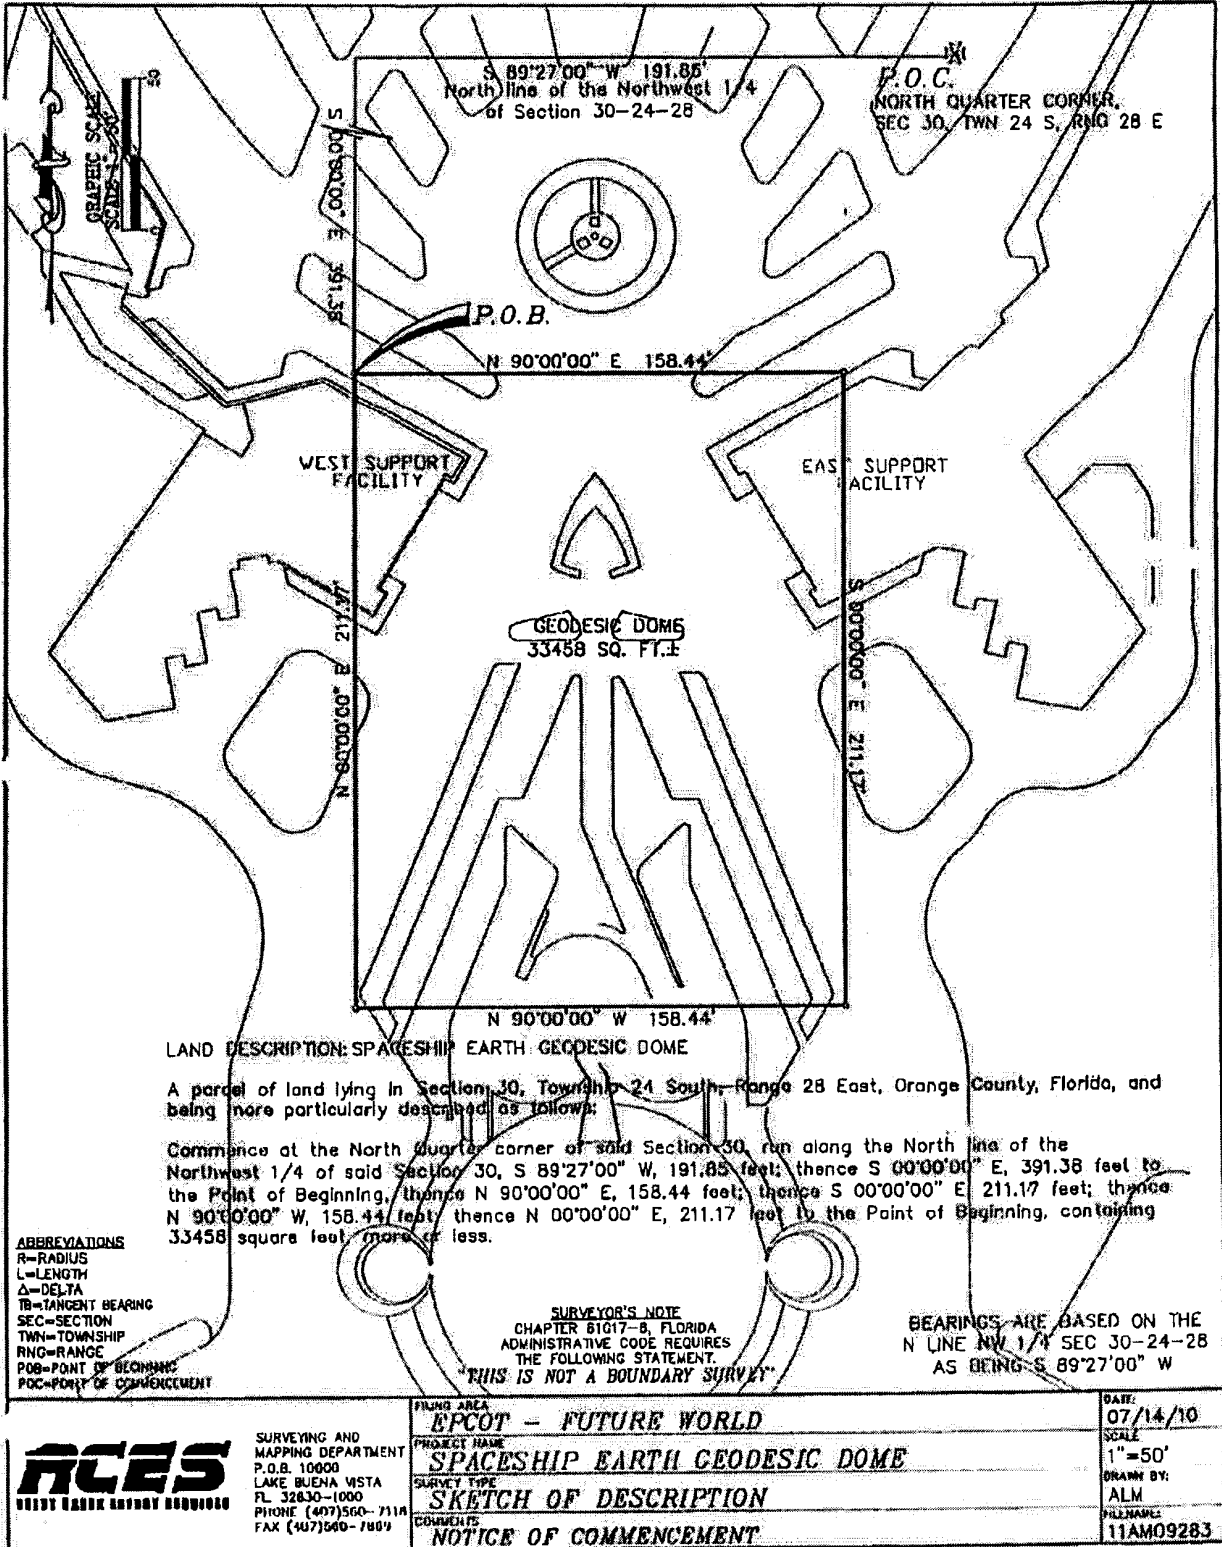 S 89°27'00" W 191.85'
North line of the Northwest 1/4
of Section 30-24-28
P.O.C.
NORTH QUARTER CORNER,
SEC 30, TWN 24 S, RNG 28 E
50
GRAPHIC SCALE
SCALE 1"=50'
0
S 00°00'00" E 391.38
P.O.B.
N 90°00'00" E 158.44'
WEST SUPPORT
FACILITY
EAST SUPPORT
FACILITY
GEODESIC DOME
33458 SQ. FT.±
N 00°00'00" E 211.17'
S 00°00'00" E 211.17
N 90°00'00" W 158.44'
LAND DESCRIPTION: SPACESHIP EARTH GEODESIC DOME
A parcel of land lying in Section 30, Township 24 South, Range 28 East, Orange County, Florida, and
being more particularly described as follows:
Commence at the North Quarter corner of said Section 30, run along the North line of the
Northwest 1/4 of said Section 30, S 89°27'00" W, 191.85 feet; thence S 00°00'00" E, 391.38 feet to
the Point of Beginning, thence N 90°00'00" E, 158.44 feet; thence S 00°00'00" E 211.17 feet; thence
N 90°00'00" W, 158.44 feet; thence N 00°00'00" E, 211.17 feet to the Point of Beginning, containing
33458 square feet, more or less.
ABBREVIATIONS
R=RADIUS
L=LENGTH
Δ=DELTA
TB=TANGENT BEARING
SEC=SECTION
TWN=TOWNSHIP
RNG=RANGE
POB=POINT OF BEGINNING
POC=POINT OF COMMENCEMENT
SURVEYOR'S NOTE
CHAPTER 61G17-6, FLORIDA
ADMINISTRATIVE CODE REQUIRES
THE FOLLOWING STATEMENT.
"THIS IS NOT A BOUNDARY SURVEY"
BEARINGS ARE BASED ON THE
N LINE NW 1/4 SEC 30-24-28
AS BEING S 89°27'00" W
RCES
SURVEYING AND
MAPPING DEPARTMENT
P.O.B. 10000
LAKE BUENA VISTA
FL 32830-1000
PHONE (407)560-7118
FAX (407)560-
FILING AREA
EPCOT - FUTURE WORLD
PROJECT NAME
SPACESHIP EARTH GEODESIC DOME
SURVEY TYPE
SKETCH OF DESCRIPTION
COMMENTS
NOTICE OF COMMENCEMENT
DATE:
07/14/10
SCALE
1"=50'
DRAWN BY:
ALM
FILENAME:
11AM09283